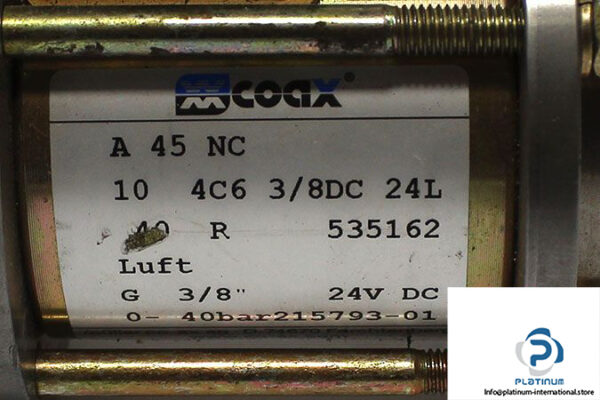 coax®
A 45 NC
10 4C6 3/8DC 24L
40 R 535162
Luft
G 3/8" 24V DC
0- 40bar215793-01
PLATINUM
Info@platinum-international.store